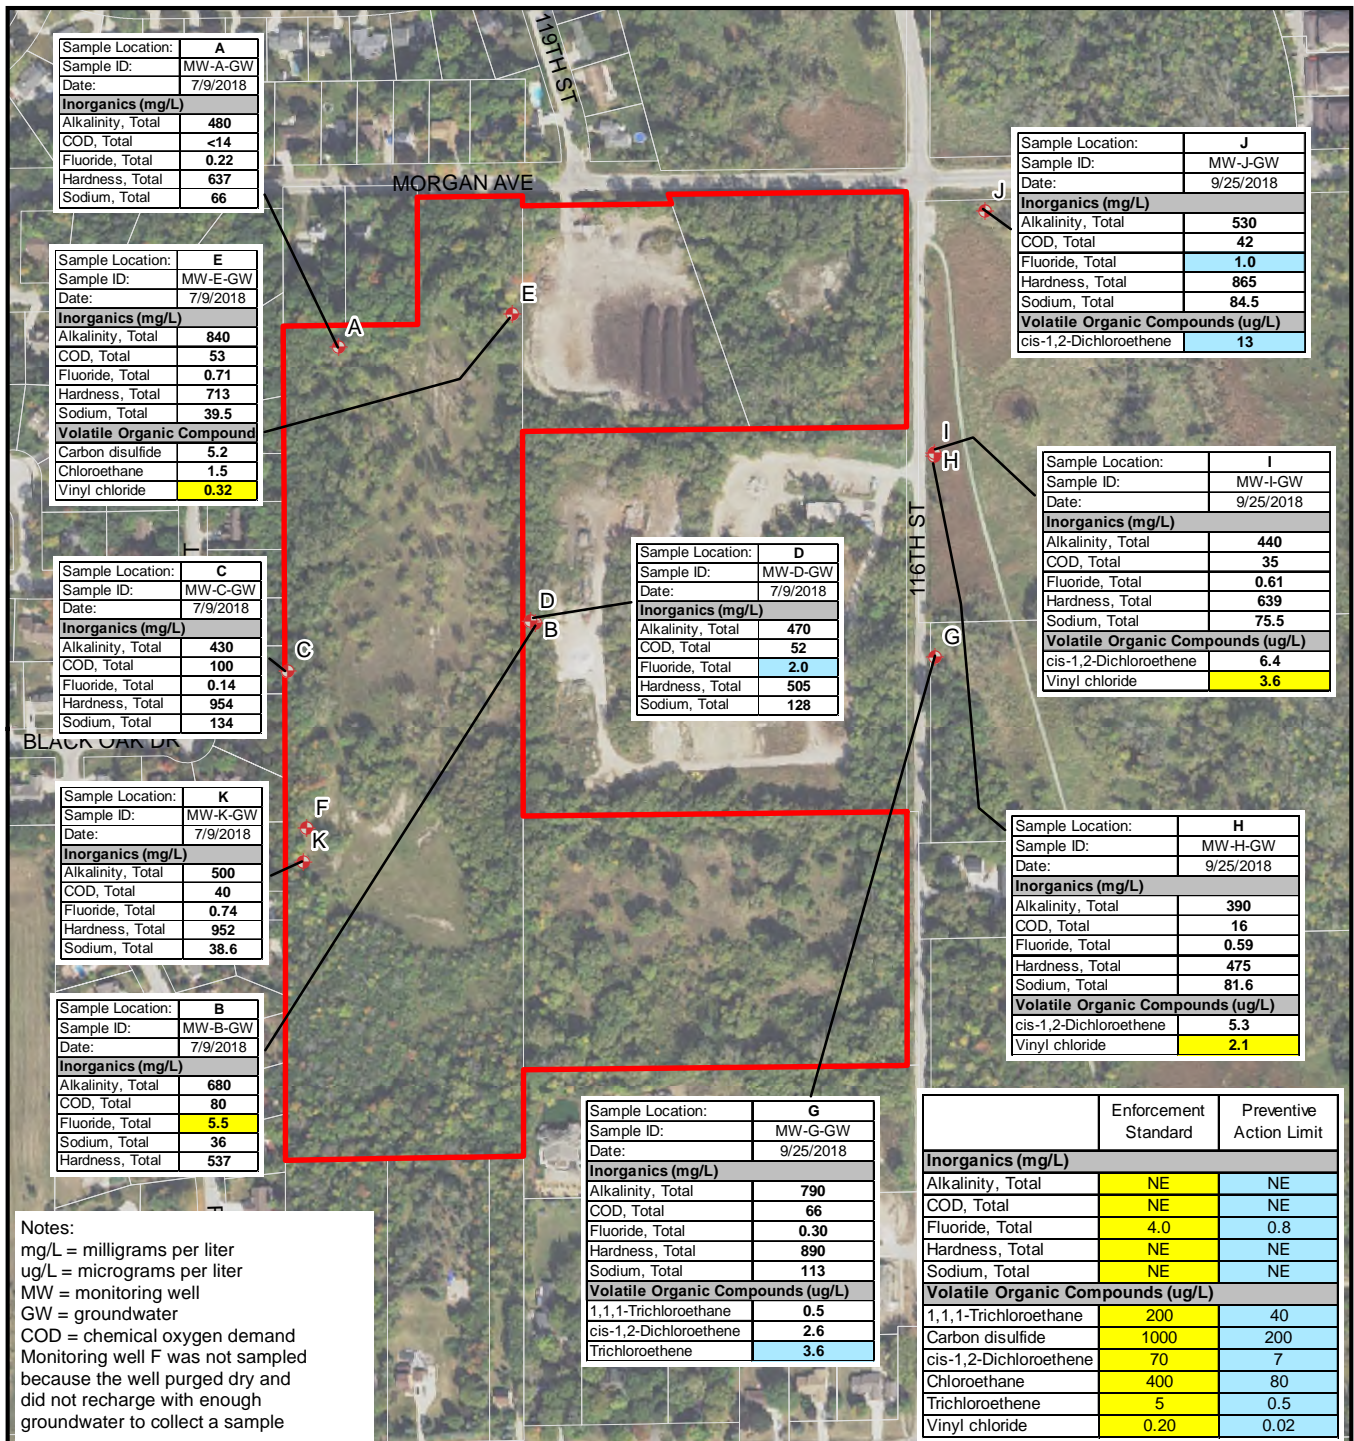 119TH ST
MORGAN AVE
116TH ST
BLACK OAK DR
T
A
E
J
I
H
D
B
C
G
F
K
Sample Location: A
Sample ID: MW-A-GW
Date: 7/9/2018
Inorganics (mg/L)
Alkalinity, Total 480
COD, Total <14
Fluoride, Total 0.22
Hardness, Total 637
Sodium, Total 66
Sample Location: E
Sample ID: MW-E-GW
Date: 7/9/2018
Inorganics (mg/L)
Alkalinity, Total 840
COD, Total 53
Fluoride, Total 0.71
Hardness, Total 713
Sodium, Total 39.5
Volatile Organic Compound
Carbon disulfide 5.2
Chloroethane 1.5
Vinyl chloride 0.32
Sample Location: C
Sample ID: MW-C-GW
Date: 7/9/2018
Inorganics (mg/L)
Alkalinity, Total 430
COD, Total 100
Fluoride, Total 0.14
Hardness, Total 954
Sodium, Total 134
Sample Location: K
Sample ID: MW-K-GW
Date: 7/9/2018
Inorganics (mg/L)
Alkalinity, Total 500
COD, Total 40
Fluoride, Total 0.74
Hardness, Total 952
Sodium, Total 38.6
Sample Location: B
Sample ID: MW-B-GW
Date: 7/9/2018
Inorganics (mg/L)
Alkalinity, Total 680
COD, Total 80
Fluoride, Total 5.5
Sodium, Total 36
Hardness, Total 537
Sample Location: D
Sample ID: MW-D-GW
Date: 7/9/2018
Inorganics (mg/L)
Alkalinity, Total 470
COD, Total 52
Fluoride, Total 2.0
Hardness, Total 505
Sodium, Total 128
Sample Location: J
Sample ID: MW-J-GW
Date: 9/25/2018
Inorganics (mg/L)
Alkalinity, Total 530
COD, Total 42
Fluoride, Total 1.0
Hardness, Total 865
Sodium, Total 84.5
Volatile Organic Compounds (ug/L)
cis-1,2-Dichloroethene 13
Sample Location: I
Sample ID: MW-I-GW
Date: 9/25/2018
Inorganics (mg/L)
Alkalinity, Total 440
COD, Total 35
Fluoride, Total 0.61
Hardness, Total 639
Sodium, Total 75.5
Volatile Organic Compounds (ug/L)
cis-1,2-Dichloroethene 6.4
Vinyl chloride 3.6
Sample Location: H
Sample ID: MW-H-GW
Date: 9/25/2018
Inorganics (mg/L)
Alkalinity, Total 390
COD, Total 16
Fluoride, Total 0.59
Hardness, Total 475
Sodium, Total 81.6
Volatile Organic Compounds (ug/L)
cis-1,2-Dichloroethene 5.3
Vinyl chloride 2.1
Sample Location: G
Sample ID: MW-G-GW
Date: 9/25/2018
Inorganics (mg/L)
Alkalinity, Total 790
COD, Total 66
Fluoride, Total 0.30
Hardness, Total 890
Sodium, Total 113
Volatile Organic Compounds (ug/L)
1,1,1-Trichloroethane 0.5
cis-1,2-Dichloroethene 2.6
Trichloroethene 3.6
Enforcement Standard Preventive Action Limit
Inorganics (mg/L)
Alkalinity, Total NE NE
COD, Total NE NE
Fluoride, Total 4.0 0.8
Hardness, Total NE NE
Sodium, Total NE NE
Volatile Organic Compounds (ug/L)
1,1,1-Trichloroethane 200 40
Carbon disulfide 1000 200
cis-1,2-Dichloroethene 70 7
Chloroethane 400 80
Trichloroethene 5 0.5
Vinyl chloride 0.20 0.02
Notes:
mg/L = milligrams per liter
ug/L = micrograms per liter
MW = monitoring well
GW = groundwater
COD = chemical oxygen demand
Monitoring well F was not sampled
because the well purged dry and
did not recharge with enough
groundwater to collect a sample